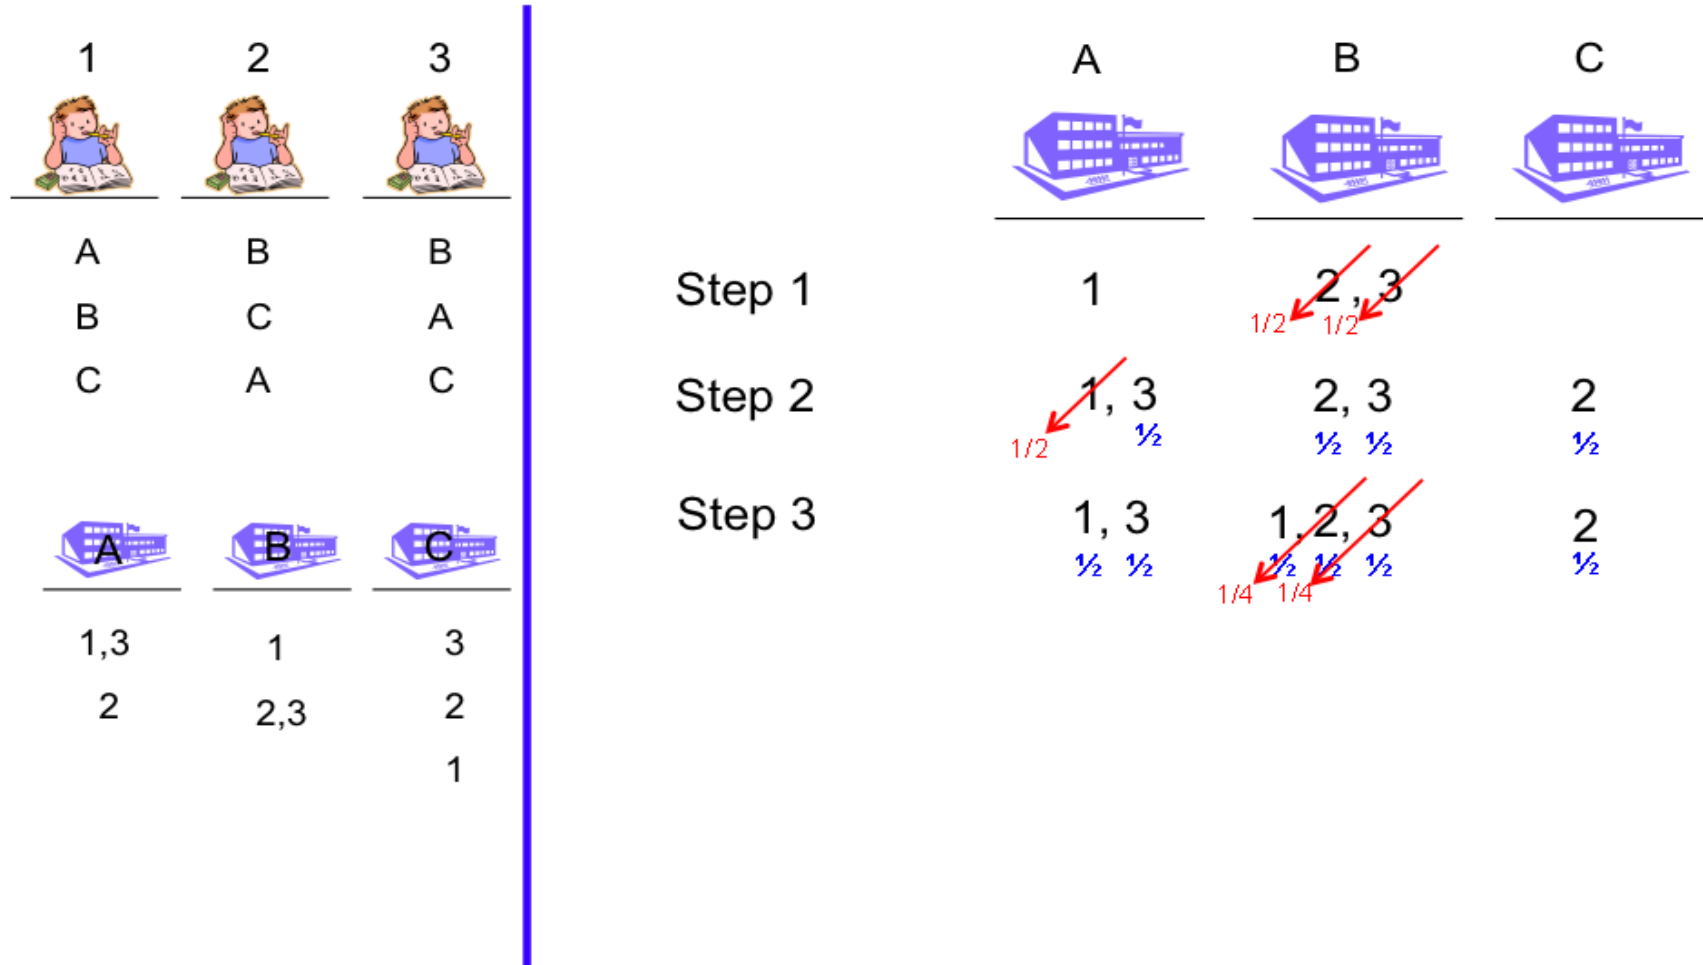 1 2 3
A B B
B C A
C A C
A B C
1,3 1 3
2 2,3 2
1
A B C
Step 1 1 2 , 3
1/2 1/2
Step 2 1, 3 2, 3 2
1/2 ½ ½ ½ ½
Step 3 1, 3 1, 2, 3 2
½ ½ ½ ½ ½ ½
1/4 1/4